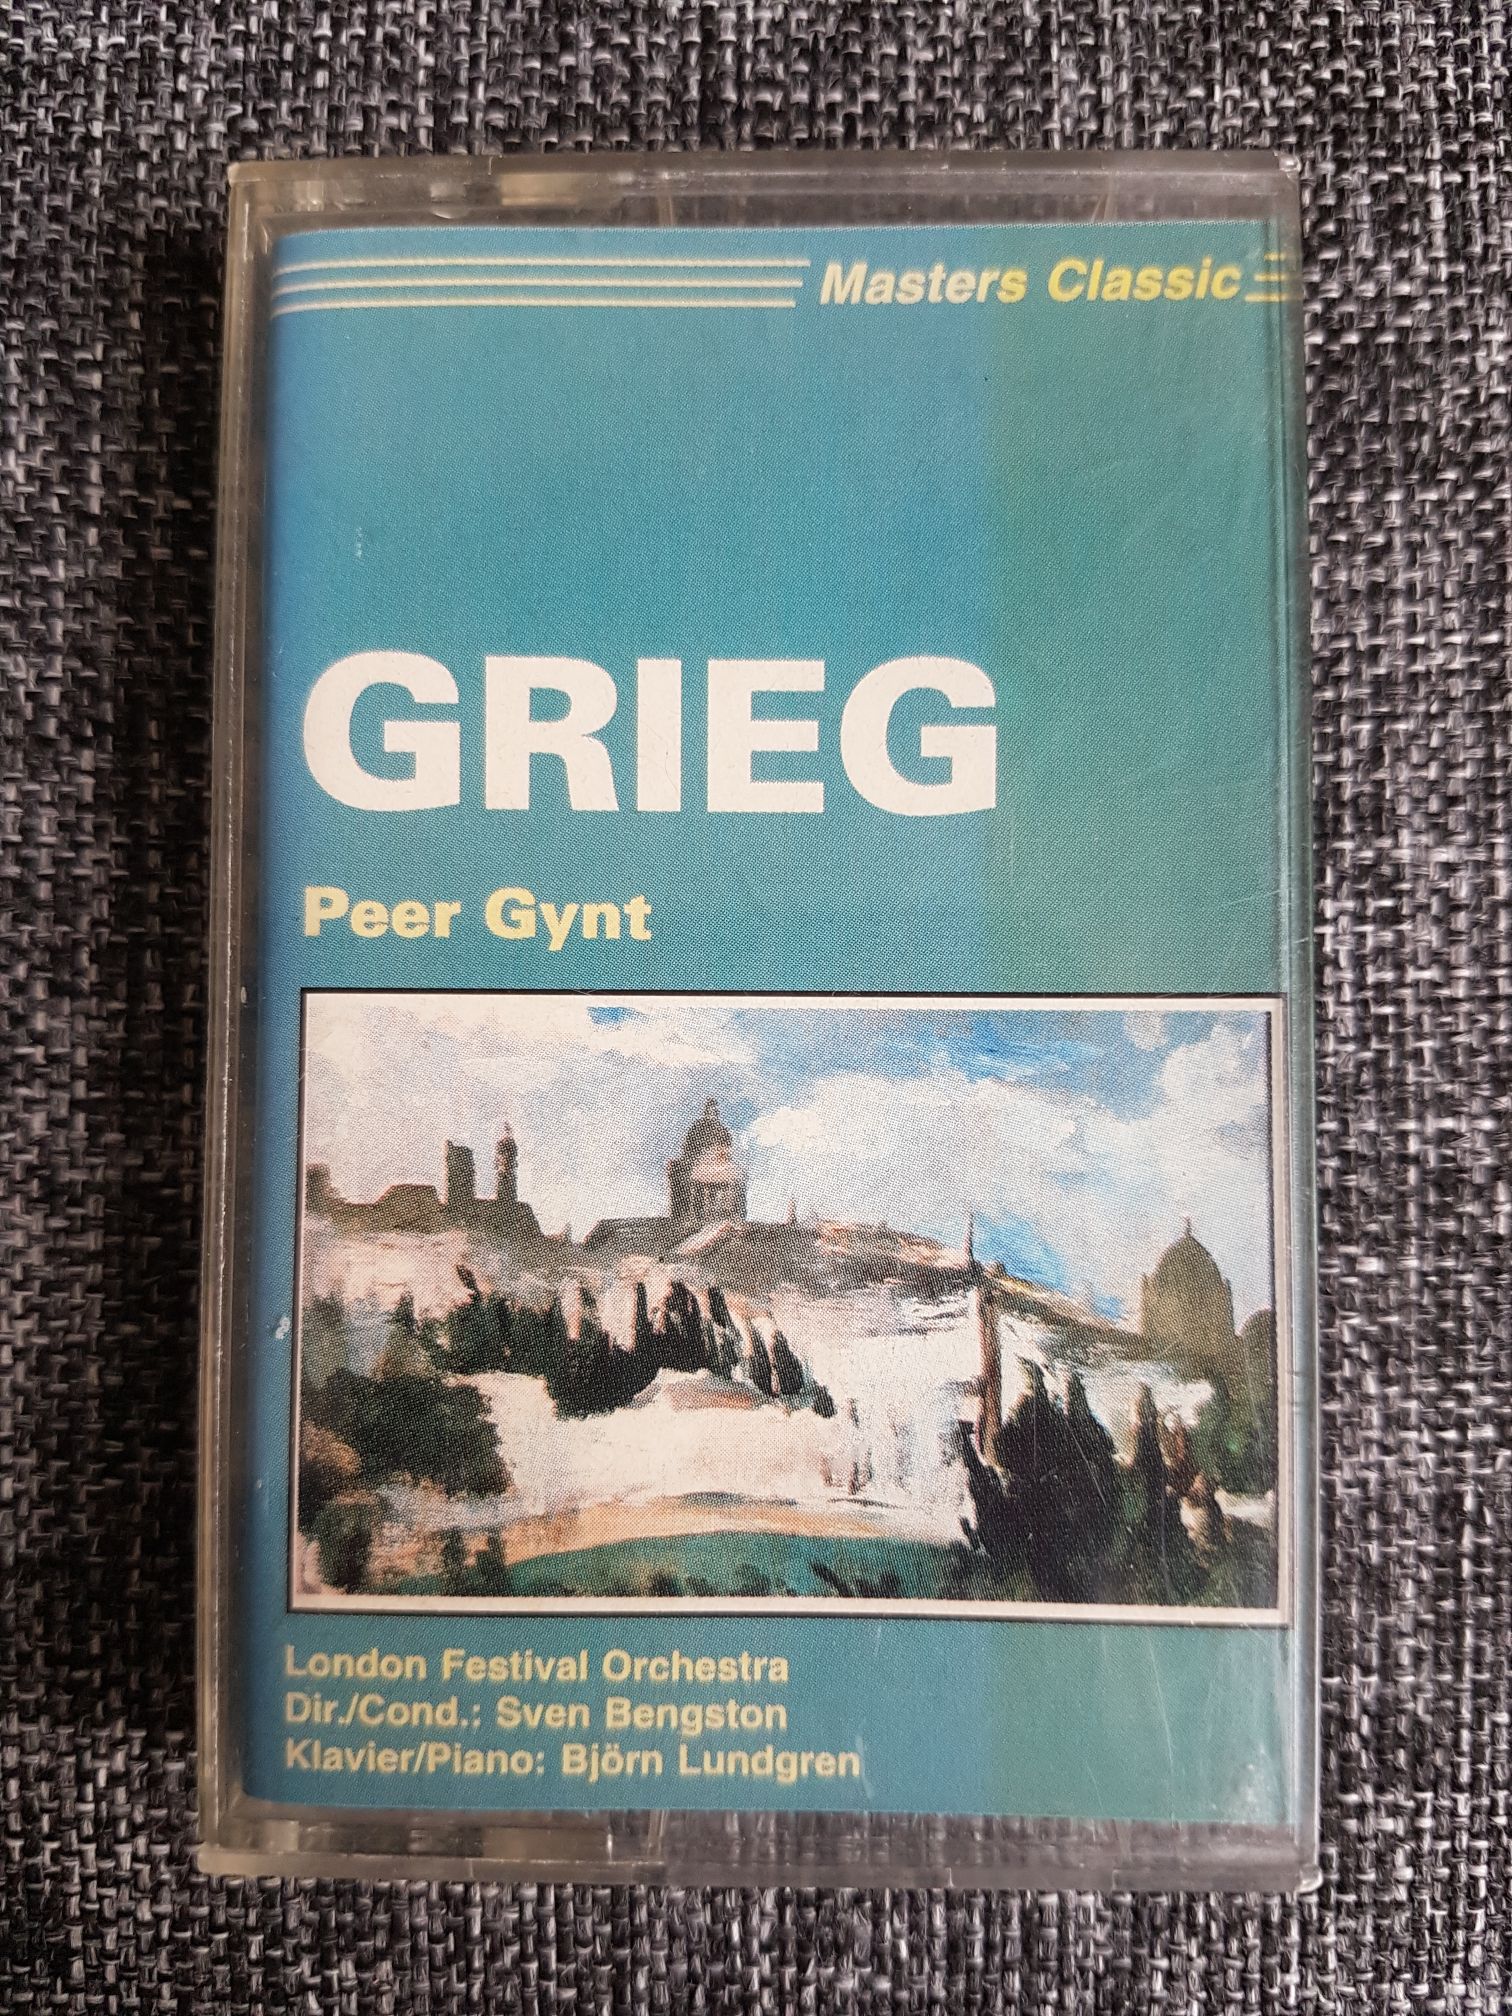 Masters Classic
GRIEG
Peer Gynt
London Festival Orchestra
Dir./Cond.: Sven Bengston
Klavier/Piano: Björn Lundgren